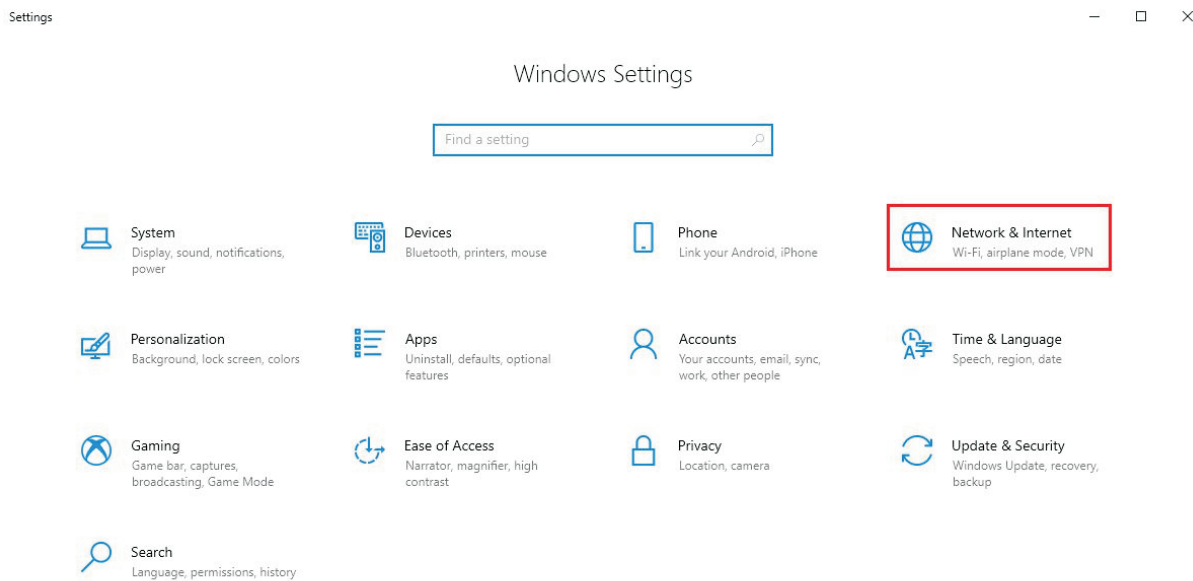 Settings
Windows Settings
Find a setting
System
Display, sound, notifications,
power
Devices
Bluetooth, printers, mouse
Phone
Link your Android, iPhone
Network & Internet
Wi-Fi, airplane mode, VPN
Personalization
Background, lock screen, colors
Apps
Uninstall, defaults, optional
features
Accounts
Your accounts, email, sync,
work, other people
Time & Language
Speech, region, date
Gaming
Game bar, captures,
broadcasting, Game Mode
Ease of Access
Narrator, magnifier, high
contrast
Privacy
Location, camera
Update & Security
Windows Update, recovery,
backup
Search
Language, permissions, history